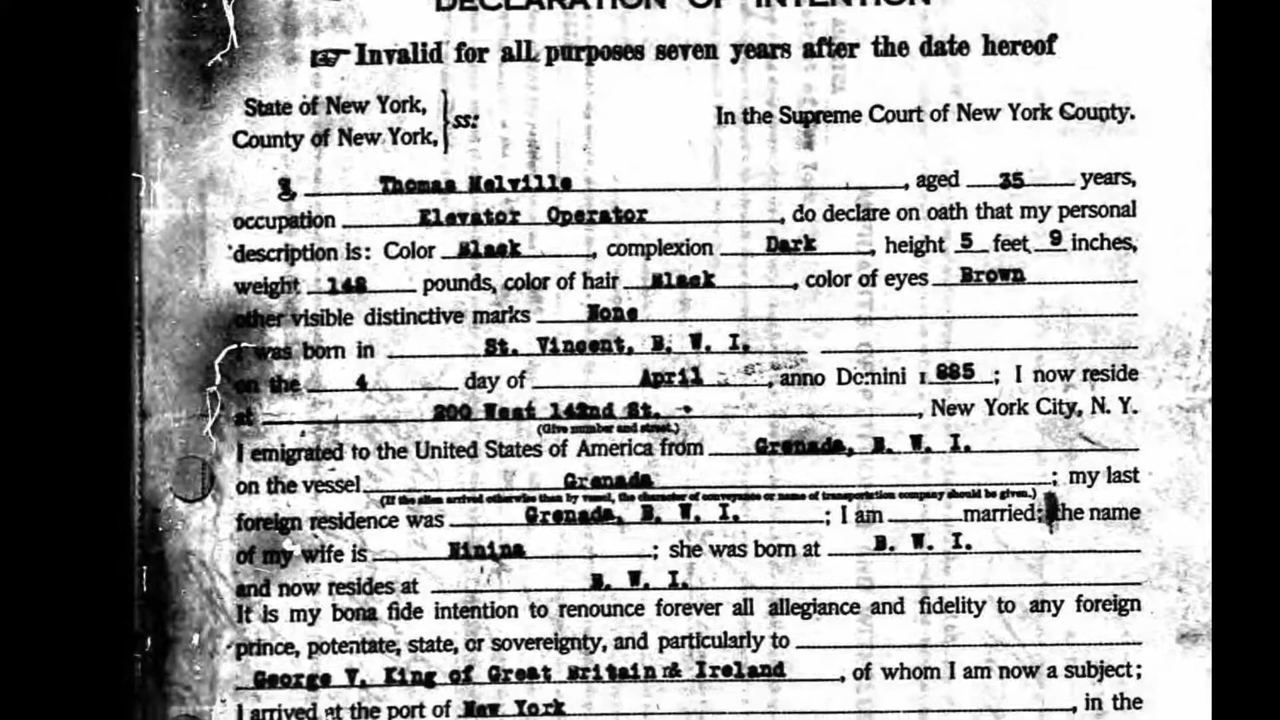 DECLARATION OF INTENTION
☞ Invalid for all purposes seven years after the date hereof
State of New York,
County of New York, } ss:
In the Supreme Court of New York County.
I, Thomas Melville, aged 35 years,
occupation Elevator Operator, do declare on oath that my personal
description is: Color Black, complexion Dark, height 5 feet 9 inches,
weight 148 pounds, color of hair Black, color of eyes Brown
other visible distinctive marks None
I was born in St. Vincent, B. W. I.
on the 4 day of April, anno Domini 1885; I now reside
at 200 West 142nd St., New York City, N. Y.
(Give number and street.)
I emigrated to the United States of America from Grenada, B. W. I.
on the vessel Grenada; my last
(If the alien arrived otherwise than by vessel, the character of conveyance or name of transportation company should be given.)
foreign residence was Grenada, B. W. I.; I am married; the name
of my wife is; she was born at B. W. I.
and now resides at B. W. I.
It is my bona fide intention to renounce forever all allegiance and fidelity to any foreign
prince, potentate, state, or sovereignty, and particularly to
George V. King of Great Britain & Ireland, of whom I am now a subject;
I arrived at the port of New York, in the